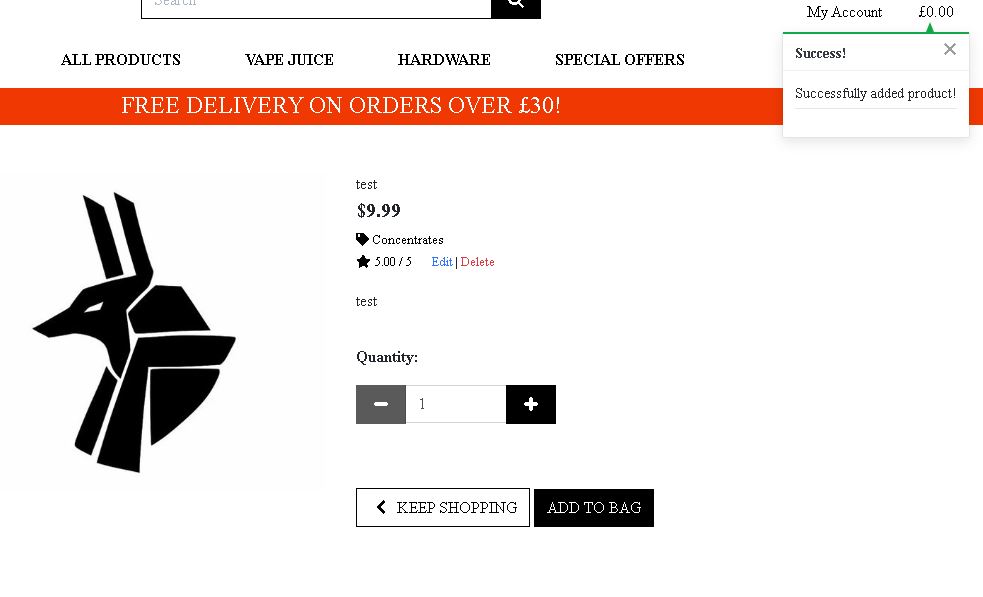 Search
My Account £0.00
ALL PRODUCTS VAPE JUICE HARDWARE SPECIAL OFFERS
Success!
FREE DELIVERY ON ORDERS OVER £30!
Successfully added product!
test
$9.99
Concentrates
5.00 / 5 Edit | Delete
test
Quantity:
1
KEEP SHOPPING ADD TO BAG